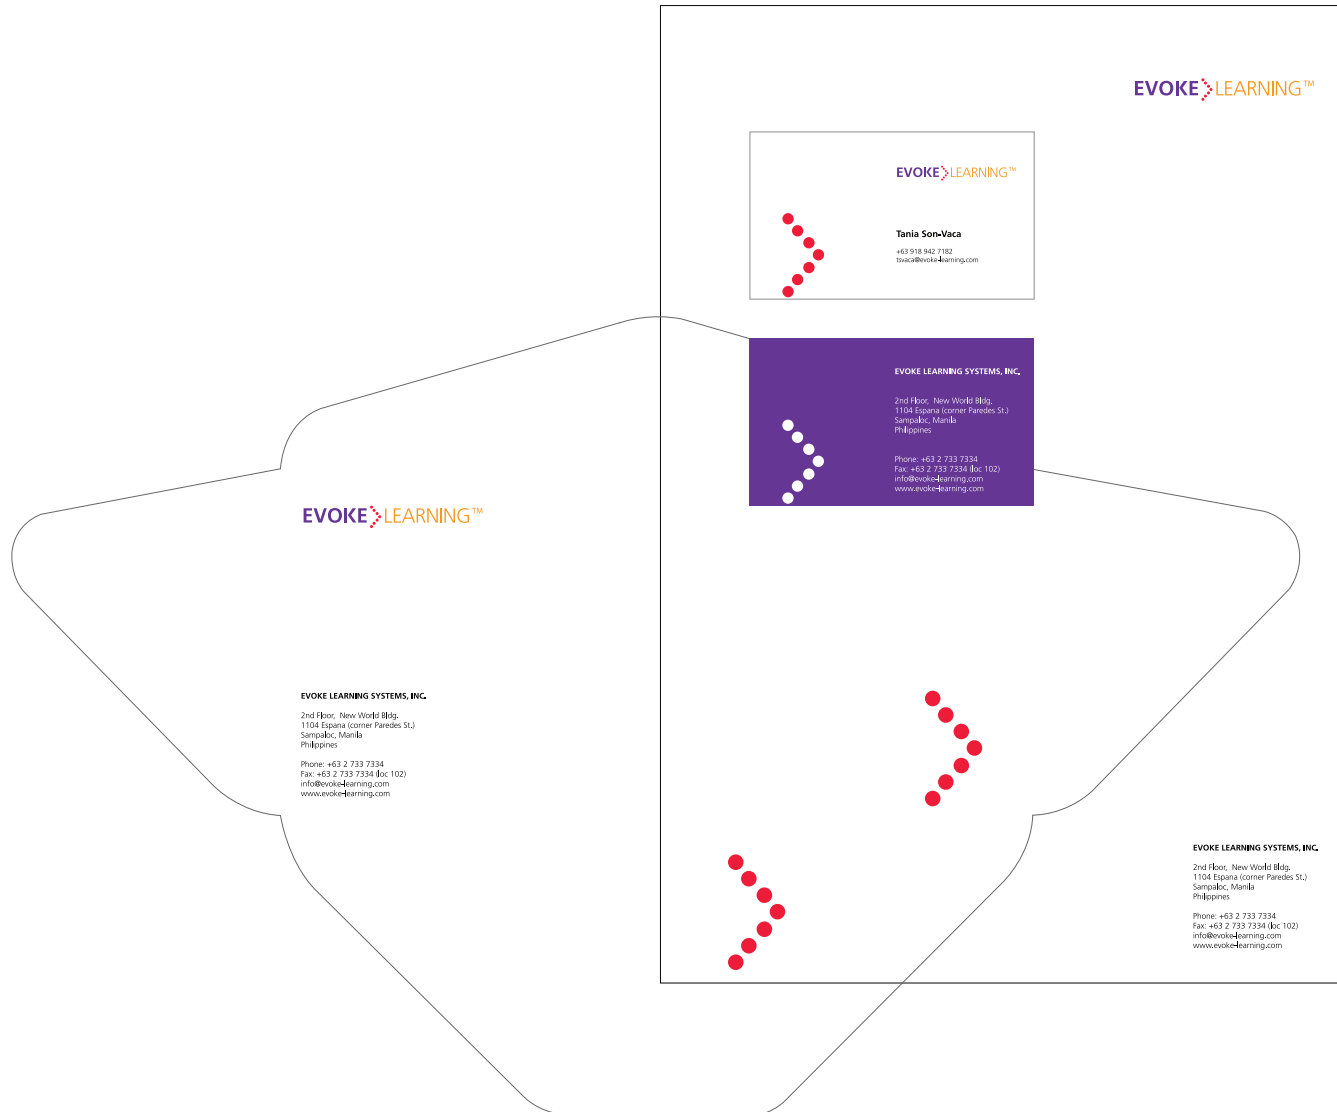 EVOKE LEARNING™
EVOKE LEARNING™
Tania Son-Vaca
+63 918 942 7182
tsvaca@evoke-learning.com
EVOKE LEARNING SYSTEMS, INC.
2nd Floor, New World Bldg.
1104 Espana (corner Paredes St.)
Sampaloc, Manila
Philippines
Phone: +63 2 733 7334
Fax: +63 2 733 7334 (loc 102)
info@evoke-learning.com
www.evoke-learning.com
EVOKE LEARNING™
EVOKE LEARNING SYSTEMS, INC.
2nd Floor, New World Bldg.
1104 Espana (corner Paredes St.)
Sampaloc, Manila
Philippines
Phone: +63 2 733 7334
Fax: +63 2 733 7334 (loc 102)
info@evoke-learning.com
www.evoke-learning.com
EVOKE LEARNING SYSTEMS, INC.
2nd Floor, New World Bldg.
1104 Espana (corner Paredes St.)
Sampaloc, Manila
Philippines
Phone: +63 2 733 7334
Fax: +63 2 733 7334 (loc 102)
info@evoke-learning.com
www.evoke-learning.com